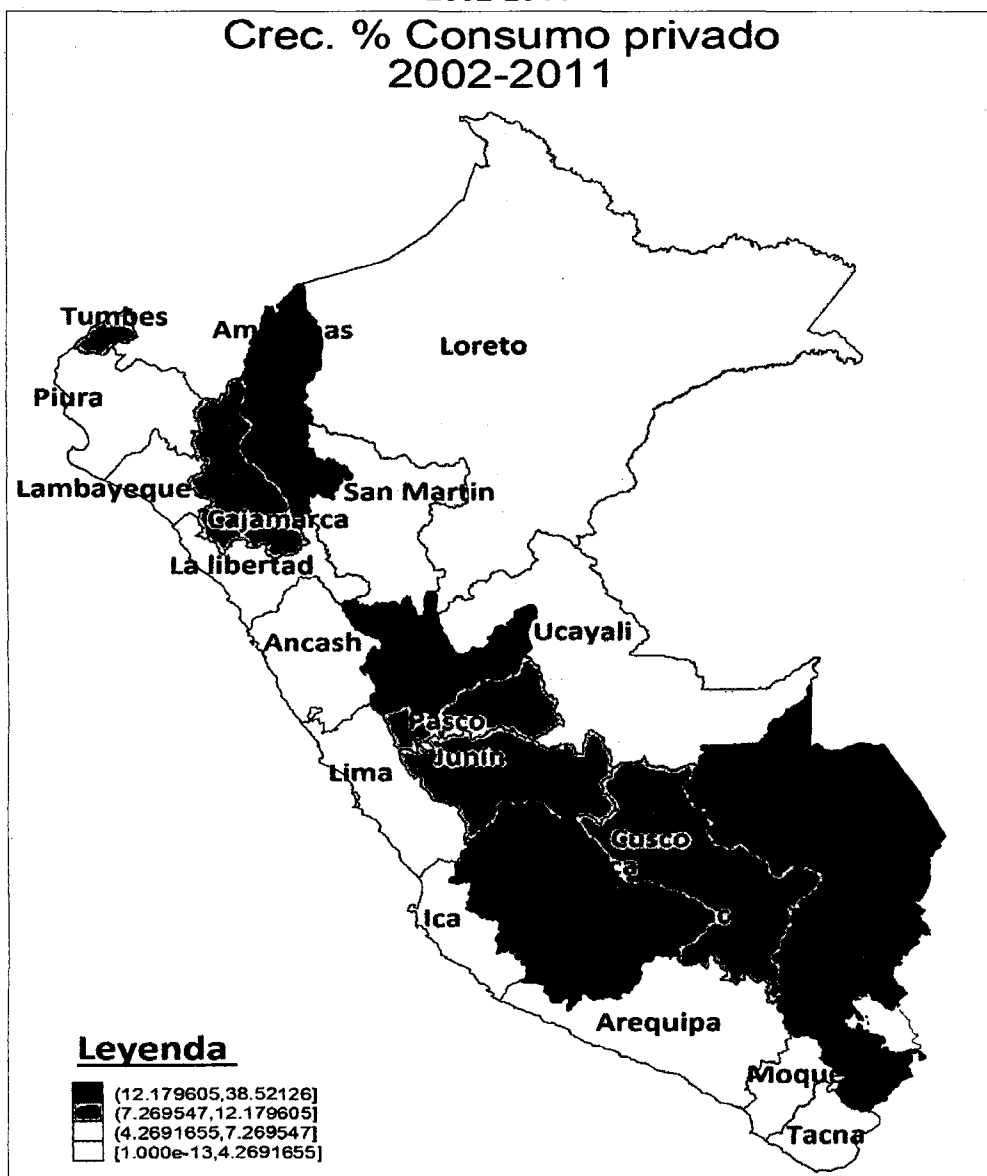 Crec. % Consumo privado
2002-2011
Tumbes
Loreto
Piura
Lambayeque
San Martin
Cajamarca
La libertad
Ancash
Ucayali
Pasco
Junin
Lima
Cusco
Ica
Arequipa
Moque
Tacna
Leyenda
(12.179605,38.52126]
(7.269547,12.179605]
(4.2691655,7.269547]
[1.000e-13,4.2691655]